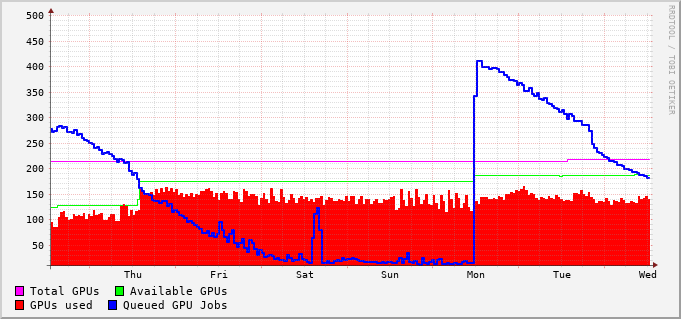 500
450
400
350
300
250
200
150
100
50
Thu Fri Sat Sun Mon Tue Wed
Total GPUs Available GPUs
GPUs used Queued GPU Jobs
RRDTOOL / TOBI OETIKER